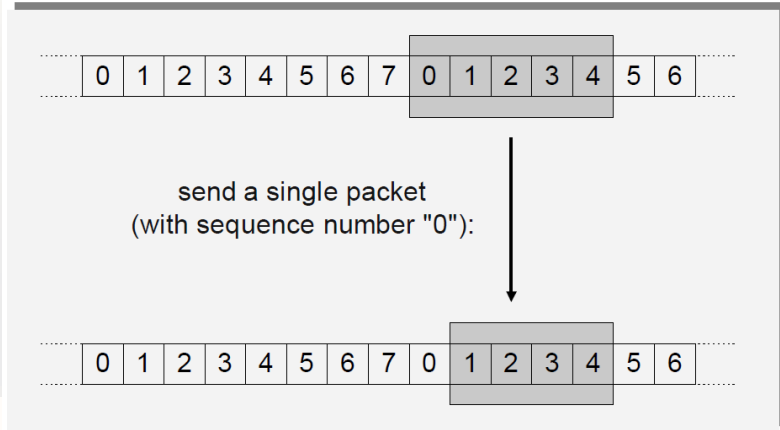 0 1 2 3 4 5 6 7 0 1 2 3 4 5 6
send a single packet
(with sequence number "0"):
0 1 2 3 4 5 6 7 0 1 2 3 4 5 6